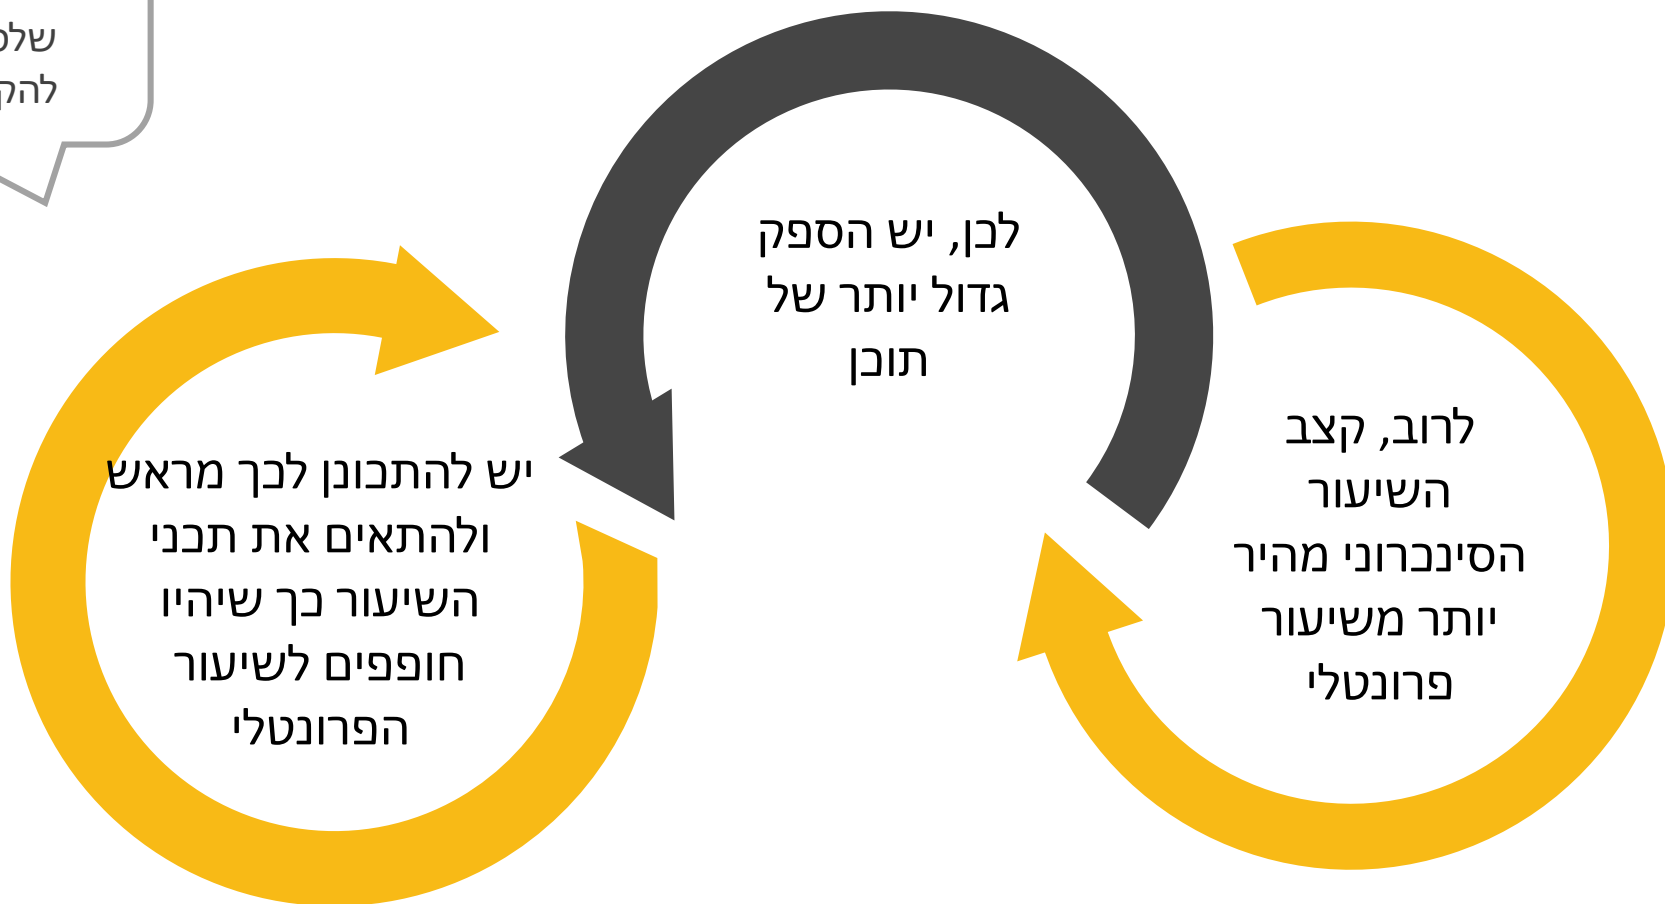 לרוב, קצב
השיעור
הסינכרוני מהיר
יותר משיעור
פרונטלי
לכן, יש הספק
גדול יותר של
תוכן
יש להתכונן לכך מראש
ולהתאים את תכני
השיעור כך שיהיו
חופפים לשיעור
הפרונטלי